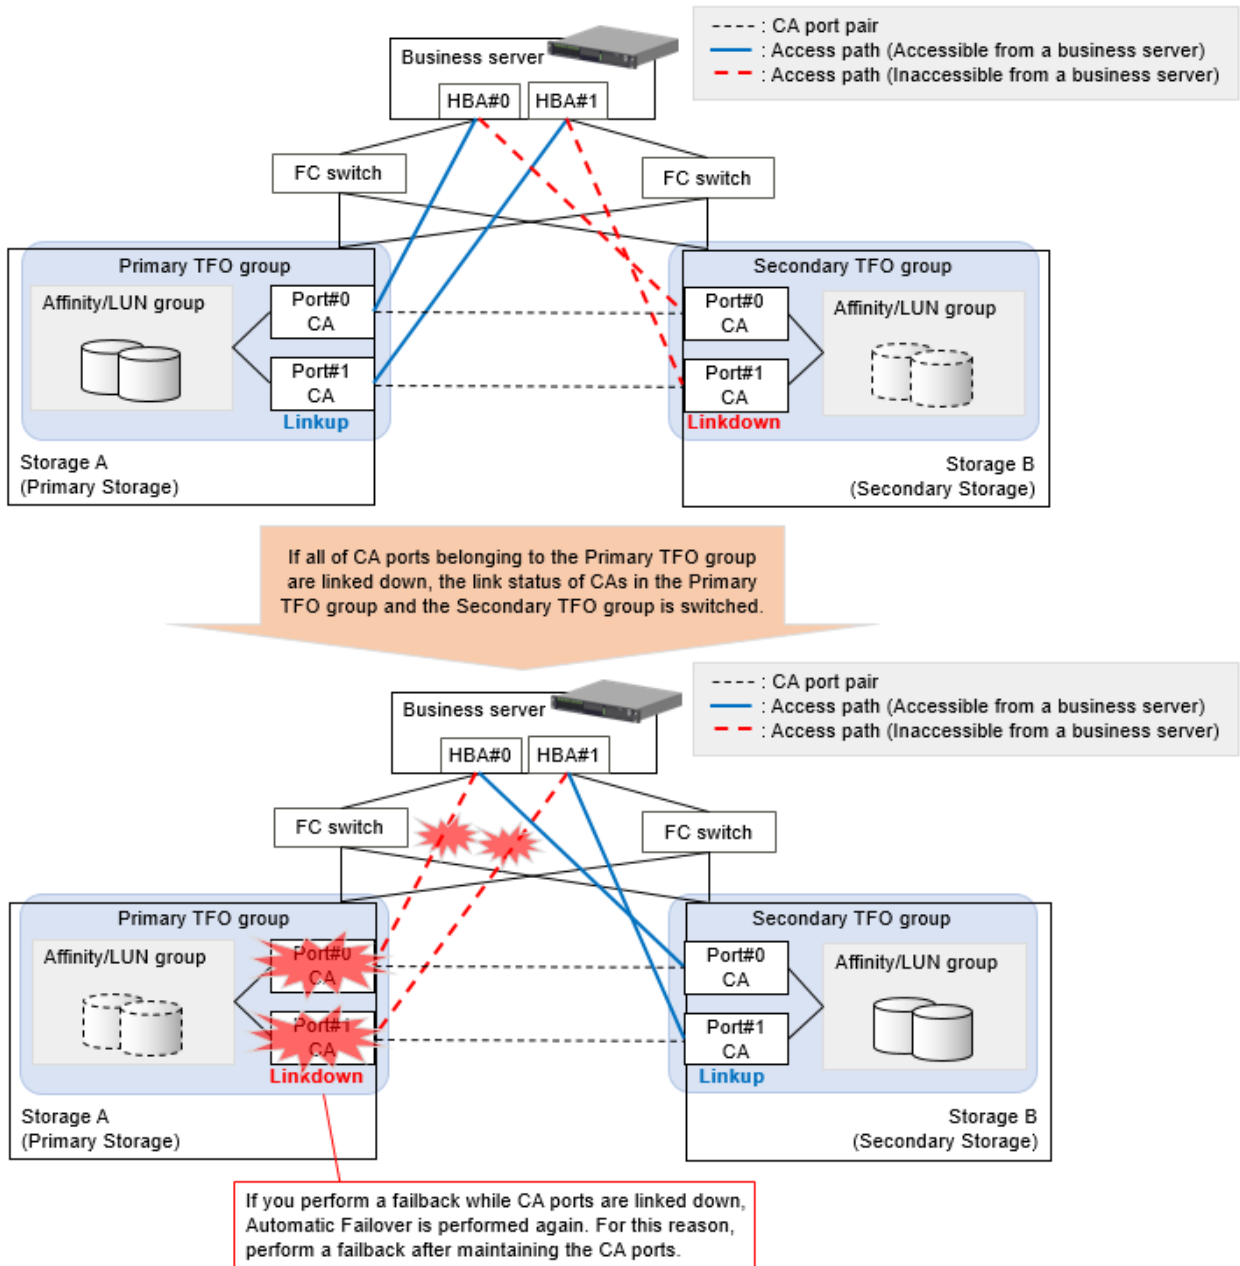 ---- : CA port pair
: Access path (Accessible from a business server)
: Access path (Inaccessible from a business server)
Business server
HBA#0
HBA#1
FC switch
FC switch
Primary TFO group
Affinity/LUN group
Port#0
CA
Port#1
CA
Linkup
Storage A
(Primary Storage)
Secondary TFO group
Port#0
CA
Port#1
CA
Linkdown
Affinity/LUN group
Storage B
(Secondary Storage)
If all of CA ports belonging to the Primary TFO group
are linked down, the link status of CAs in the Primary
TFO group and the Secondary TFO group is switched.
: CA port pair
: Access path (Accessible from a business server)
: Access path (Inaccessible from a business server)
Business server
HBA#0
HBA#1
FC switch
FC switch
Primary TFO group
Affinity/LUN group
Port#0
CA
Port#1
CA
Linkdown
Storage A
(Primary Storage)
Secondary TFO group
Port#0
CA
Port#1
CA
Linkup
Affinity/LUN group
Storage B
(Secondary Storage)
If you perform a failback while CA ports are linked down,
Automatic Failover is performed again. For this reason,
perform a failback after maintaining the CA ports.